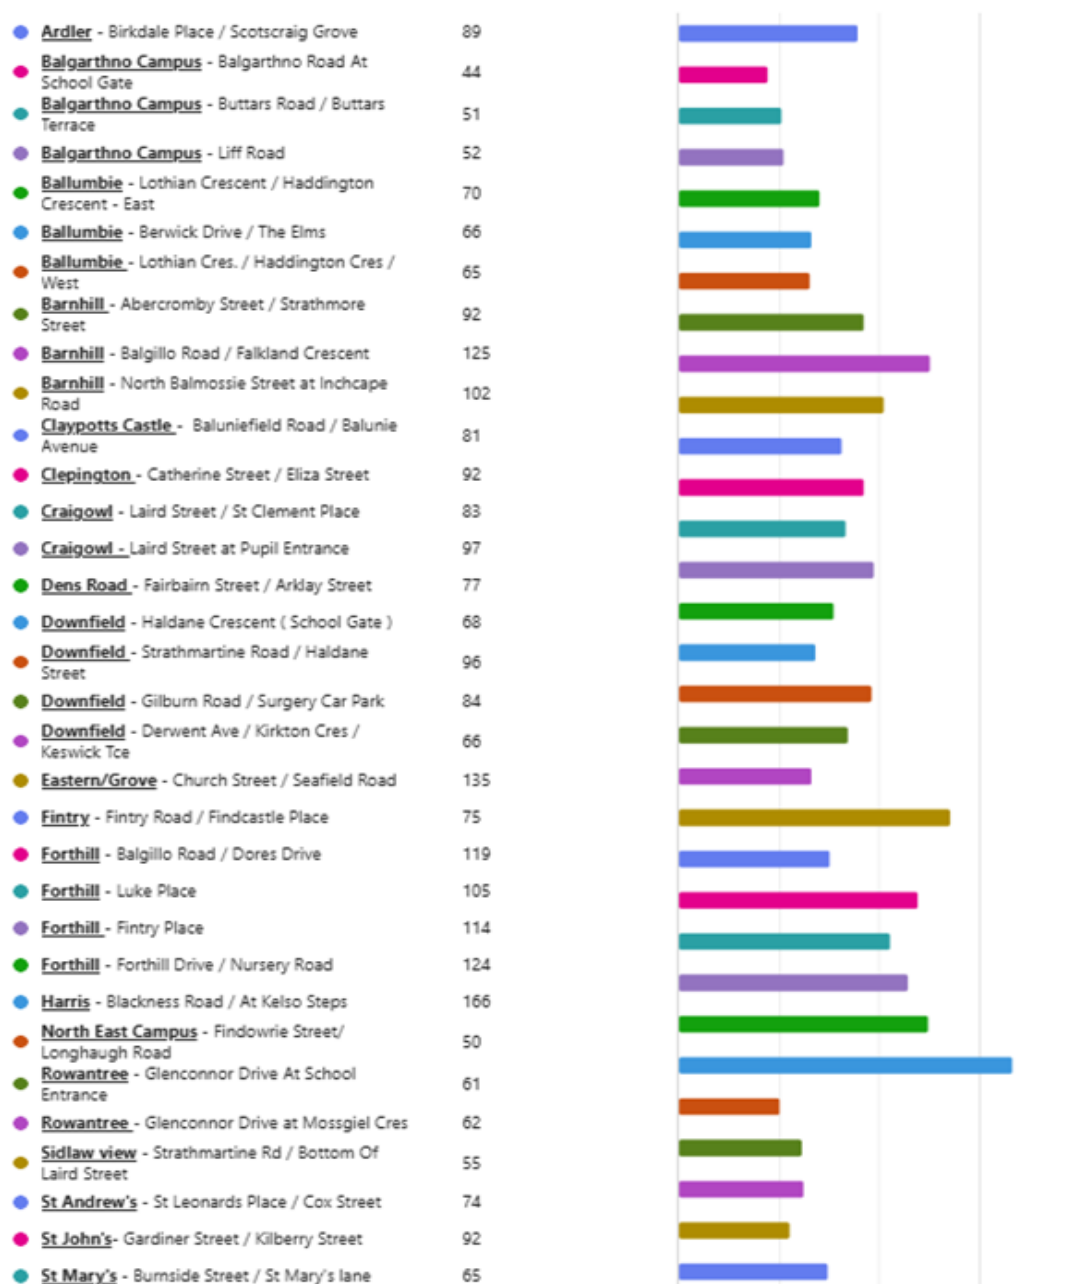 Ardler - Birkdale Place / Scotscraig Grove 89
Balgarthno Campus - Balgarthno Road At
School Gate 44
Balgarthno Campus - Buttars Road / Buttars
Terrace 51
Balgarthno Campus - Liff Road 52
Ballumbie - Lothian Crescent / Haddington
Crescent - East 70
Ballumbie - Berwick Drive / The Elms 66
Ballumbie - Lothian Cres. / Haddington Cres /
West 65
Barnhill - Abercromby Street / Strathmore
Street 92
Barnhill - Balgillo Road / Falkland Crescent 125
Barnhill - North Balmossie Street at Inchcape
Road 102
Claypotts Castle - Baluniefield Road / Balunie
Avenue 81
Clepington - Catherine Street / Eliza Street 92
Craigowl - Laird Street / St Clement Place 83
Craigowl - Laird Street at Pupil Entrance 97
Dens Road - Fairbairn Street / Arklay Street 77
Downfield - Haldane Crescent ( School Gate ) 68
Downfield - Strathmartine Road / Haldane
Street 96
Downfield - Gilburn Road / Surgery Car Park 84
Downfield - Derwent Ave / Kirkton Cres /
Keswick Tce 66
Eastern/Grove - Church Street / Seafield Road 135
Fintry - Fintry Road / Findcastle Place 75
Forthill - Balgillo Road / Dores Drive 119
Forthill - Luke Place 105
Forthill - Fintry Place 114
Forthill - Forthill Drive / Nursery Road 124
Harris - Blackness Road / At Kelso Steps 166
North East Campus - Findowrie Street/
Longhaugh Road 50
Rowantree - Glenconnor Drive At School
Entrance 61
Rowantree - Glenconnor Drive at Mossgiel Cres 62
Sidlaw view - Strathmartine Rd / Bottom Of
Laird Street 55
St Andrew's - St Leonards Place / Cox Street 74
St John's- Gardiner Street / Kilberry Street 92
St Mary's - Burnside Street / St Mary's lane 65